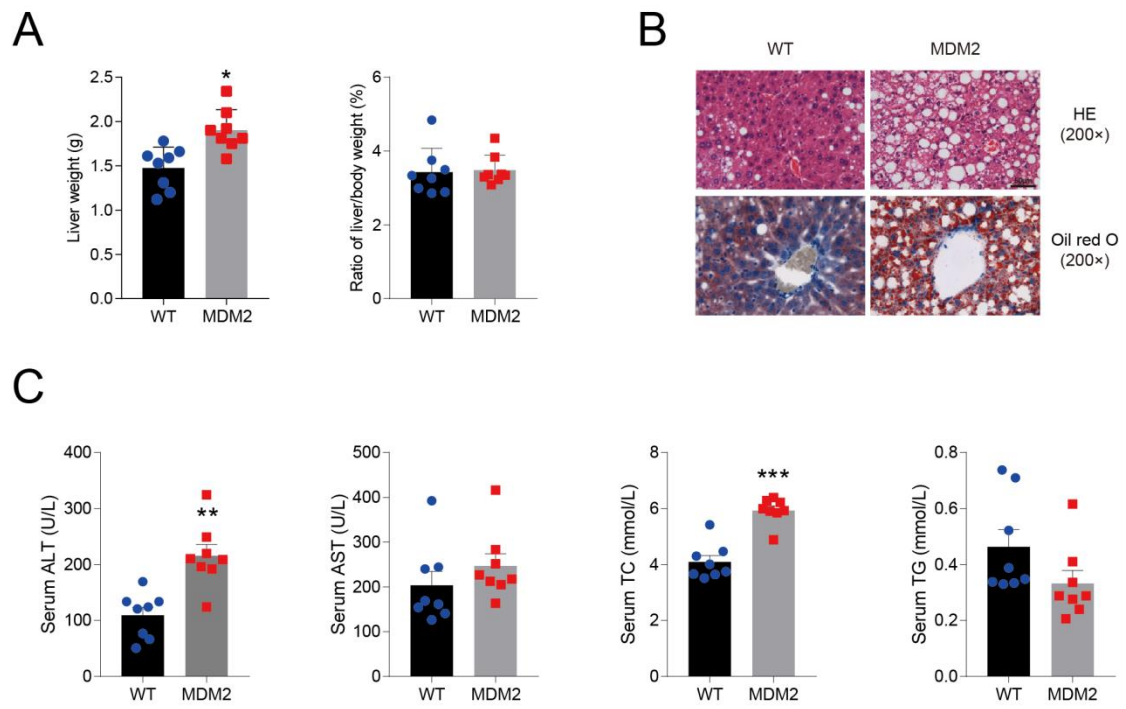 A
Liver weight (g)
2.5
2.0
1.5
1.0
0.5
0.0
*
WT MDM2
Ratio of liver/body weight (%)
6
4
2
0
WT MDM2
B
WT MDM2
HE
(200×)
Oil red O
(200×)
C
Serum ALT (U/L)
400
300
200
100
0
**
WT MDM2
Serum AST (U/L)
500
400
300
200
100
0
WT MDM2
Serum TC (mmol/L)
8
6
4
2
0
***
WT MDM2
Serum TG (mmol/L)
0.8
0.6
0.4
0.2
0.0
WT MDM2